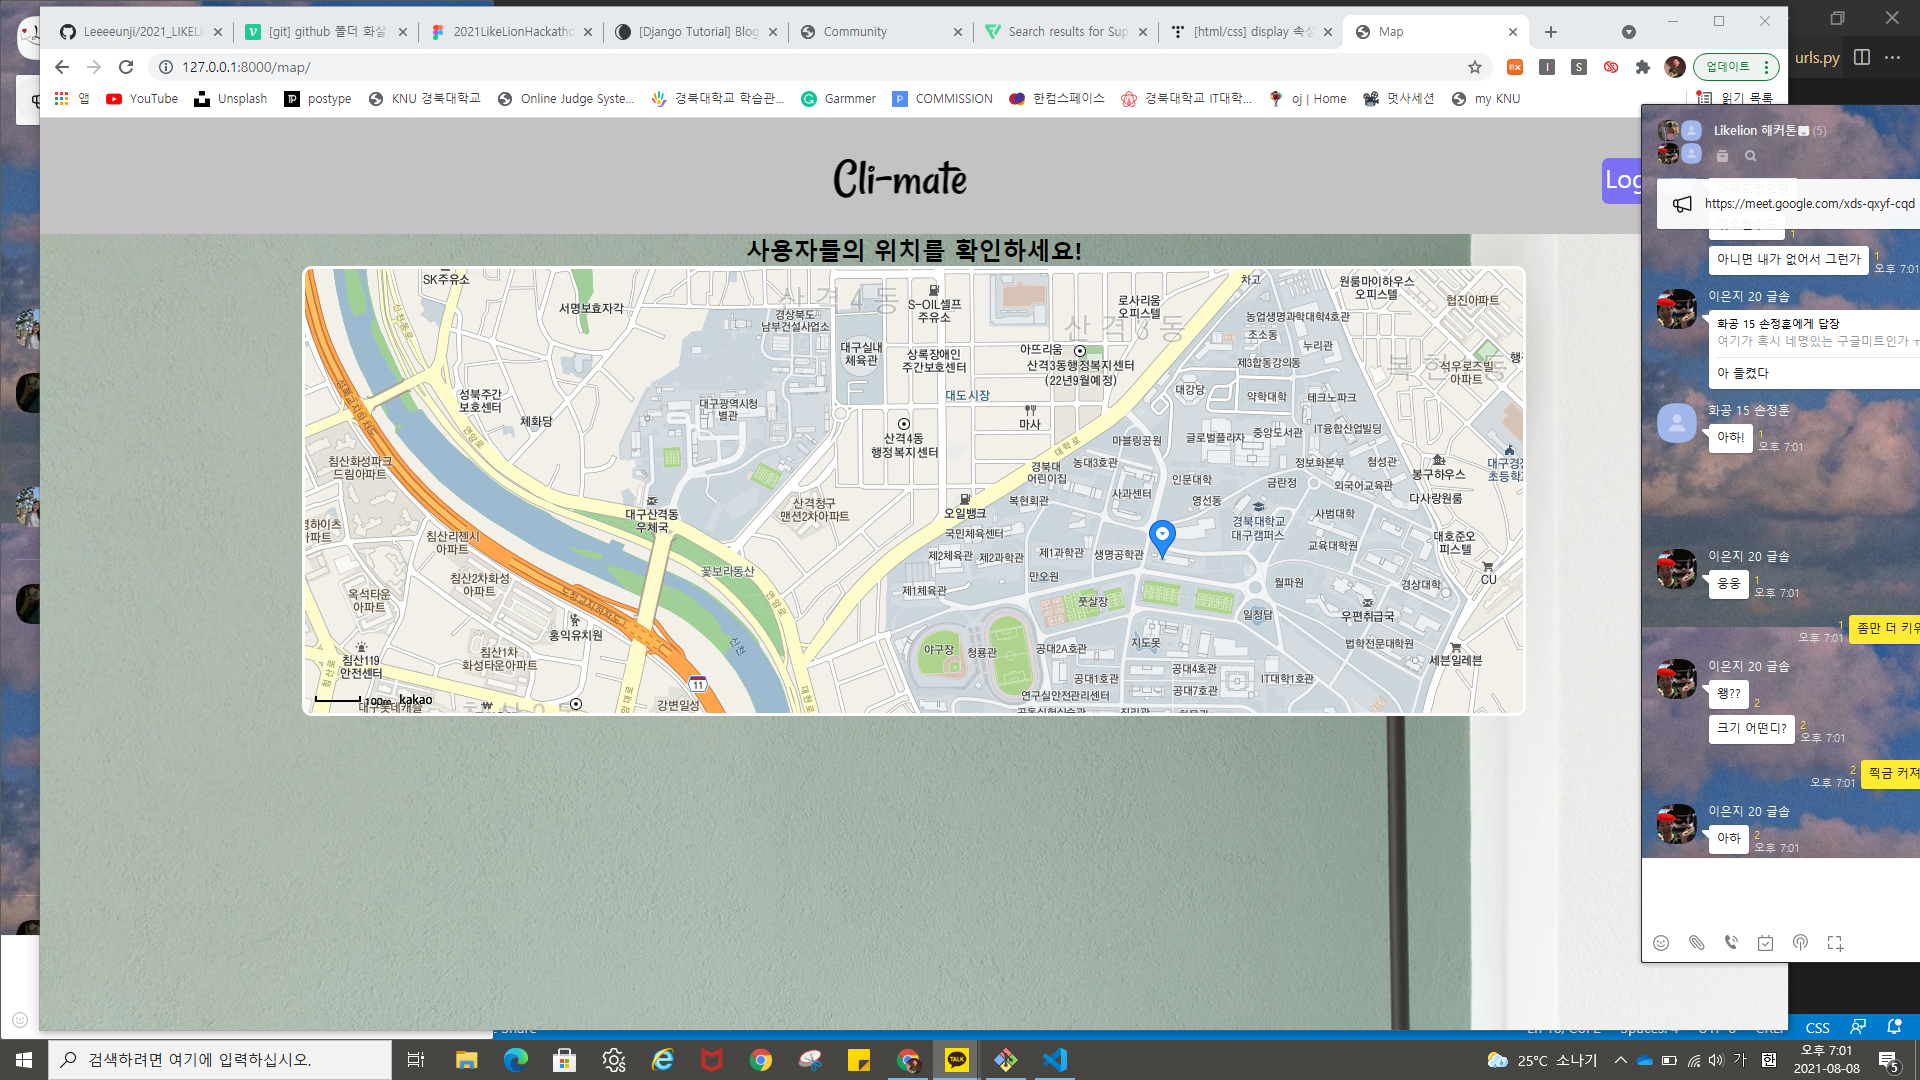 Leeeeunji/2021_LIKELI
[git] github 폴더 화살
2021LikeLionHackatho
[Django Tutorial] Blog
Community
Search results for Sup
[html/css] display 속성
Map
urls.py
127.0.0.1:8000/map/
업데이트
앱
YouTube
Unsplash
postype
KNU 경북대학교
Online Judge Syste...
경북대학교 학습관...
Garmmer
COMMISSION
한컴스페이스
경북대학교 IT대학...
oj | Home
멋사세션
my KNU
읽기 목록
Cli-mate
Log
사용자들의 위치를 확인하세요!
SK주유소
서명보효자각
산격4동
경상북도
남부건설사업소
S-OIL셀프
주유소
산격3동
로사리움
오피스텔
차고
원룸마이하우스
오피스텔
협진아파트
농업생명과학대학4호관
조소동
누리관
대구실내
체육관
상록장애인
주간보호센터
아뜨리움
산격3동행정복지센터
(22년9월예정)
제3합동강의실
복현1동
석우로즈빌
아파트
성북주간
보호센터
체화당
대구광역시청
별관
대도시장
마사
대강당
약학대학
테크노파크
산격4동
행정복지센터
대학로
마블링공원
글로벌플라자
중앙도서관
IT융합산업빌딩
침산화성파크
드림아파트
연암로
경북대
어린이집
농대3호관
인문대학
정보화본부
첨성관
봉구하우스
초등학교
대구산격동
우체국
산격청구
맨션2차아파트
오일뱅크
복현회관
사과센터
영선동
금란정
외국어교육관
다사랑원룸
침산리젠시
아파트
국민체육센터
경북대학교
대구캠퍼스
사범대학
대호준오
피스텔
제2체육관
제2과학관
제1과학관
생명공학관
교육대학원
꽃보라동산
만오원
월파원
경상대학
CU
옥석타운
아파트
침산2차화성
아파트
도청교지하차도
제1체육관
풋살장
일청담
우편취급국
홍익유치원
신천
야구장
청룡관
공대2A호관
지도못
법학전문대학원
세븐일레븐
침산119
안전센터
침산1차
화성타운아파트
11
강변일성
공대1호관
공대4호관
공대7호관
IT대학1호관
연구실안전관리센터
100m
kakao
Likelion 해커톤 (5)
https://meet.google.com/xds-qxyf-cqd
1
아니면 내가 없어서 그런가
1
오후 7:01
이은지 20 글솝
화공 15 손정훈에게 답장
여기가 혹시 네명있는 구글미트인가 ㅠ
아 들켰다
화공 15 손정훈
아하!
1
오후 7:01
이은지 20 글솝
웅웅
1
오후 7:01
1
오후 7:01
좀만 더 키우
이은지 20 글솝
웽??
2
크기 어떤디?
2
오후 7:01
2
오후 7:01
쬑금 커져
이은지 20 글솝
아하
2
오후 7:01
CSS
검색하려면 여기에 입력하십시오.
TALK
25°C 소나기
가
한
오후 7:01
2021-08-08
5